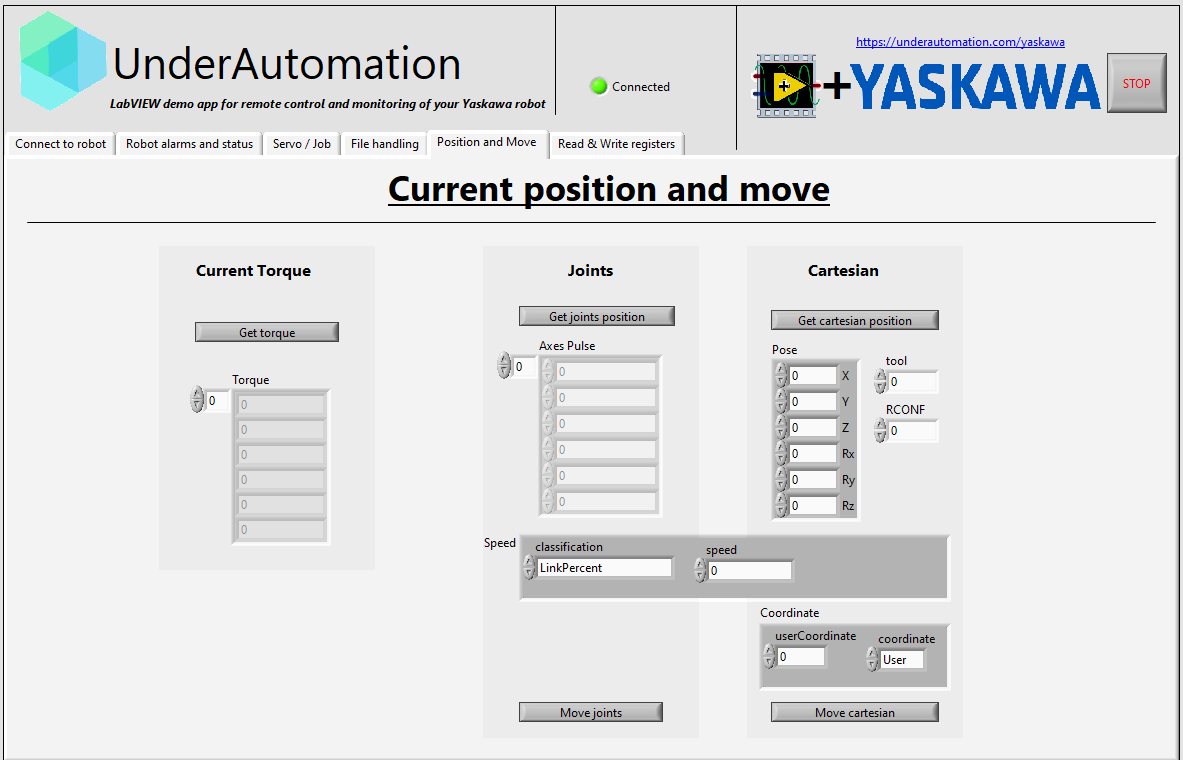 UnderAutomation
LabVIEW demo app for remote control and monitoring of your Yaskawa robot
Connected
https://underautomation.com/yaskawa
+YASKAWA
STOP
Connect to robot
Robot alarms and status
Servo / Job
File handling
Position and Move
Read & Write registers
Current position and move
Current Torque
Get torque
Torque
0
0
0
0
0
0
0
Joints
Get joints position
Axes Pulse
0
0
0
0
0
0
0
Cartesian
Get cartesian position
Pose
0 X
0 Y
0 Z
0 Rx
0 Ry
0 Rz
tool
0
RCONF
0
Speed
classification
LinkPercent
speed
0
Coordinate
userCoordinate
0
coordinate
User
Move joints
Move cartesian